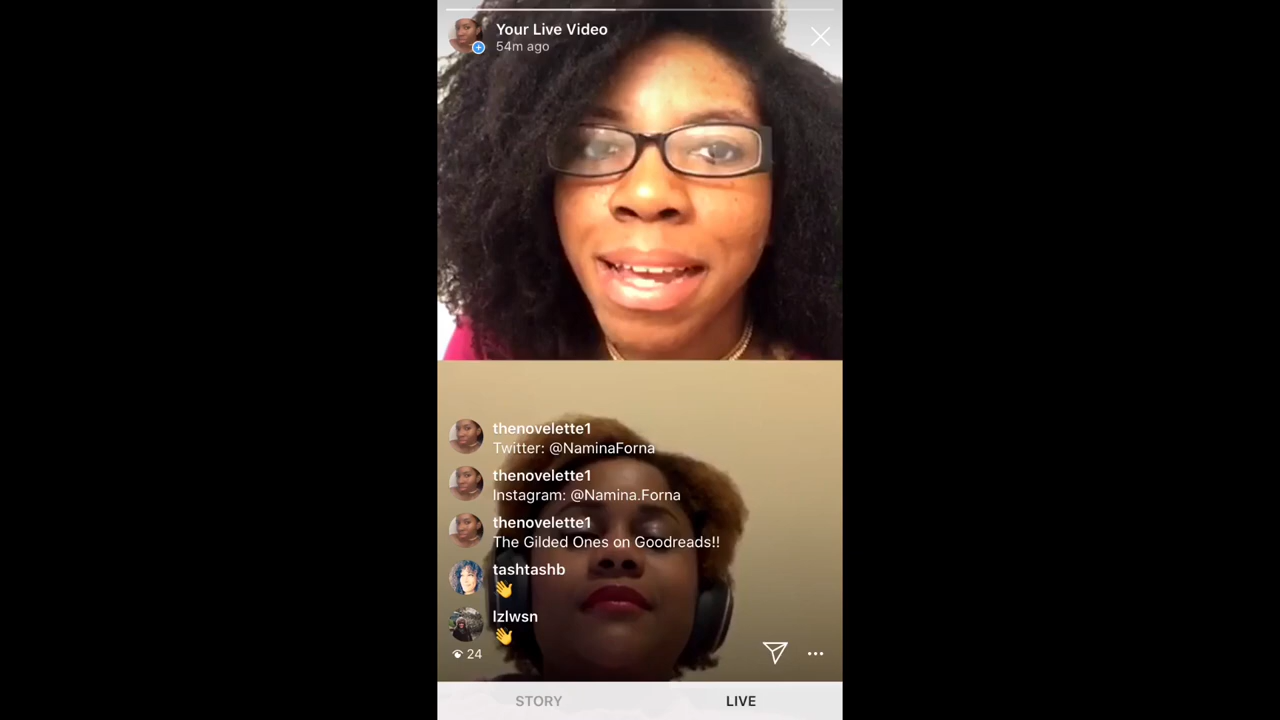 Your Live Video
54m ago
thenovelette1
Twitter: @NaminaForna
thenovelette1
Instagram: @Namina.Forna
thenovelette1
The Gilded Ones on Goodreads!!
tashtashb
👋
lzlwsn
👋
24
STORY
LIVE